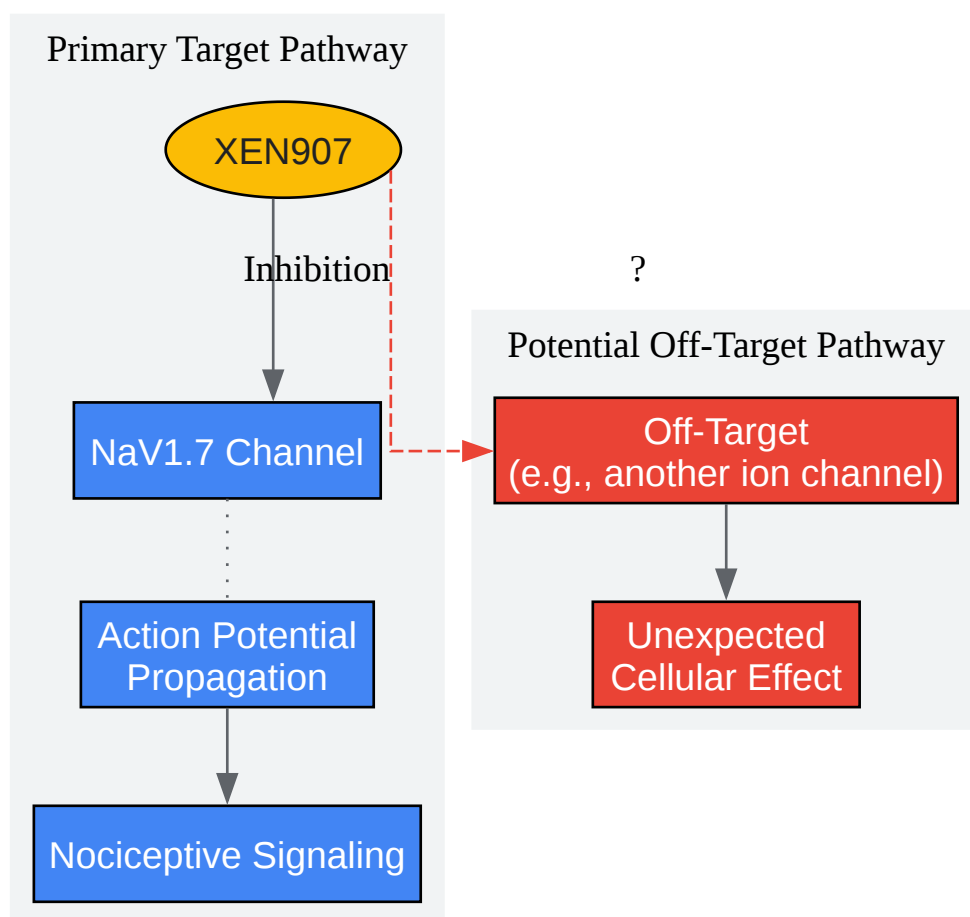 Primary Target Pathway
XEN907
Inhibition
?
NaV1.7 Channel
Action Potential
Propagation
Nociceptive Signaling
Potential Off-Target Pathway
Off-Target
(e.g., another ion channel)
Unexpected
Cellular Effect